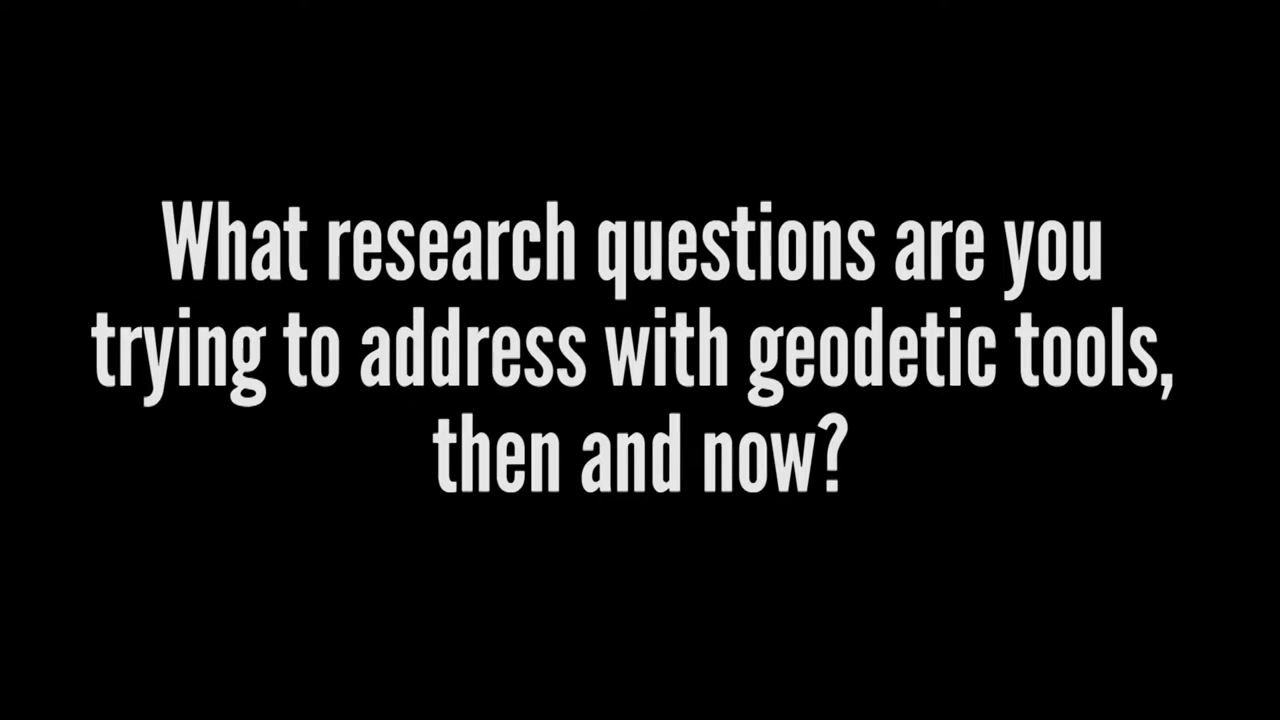 What research questions are you
trying to address with geodetic tools,
then and now?